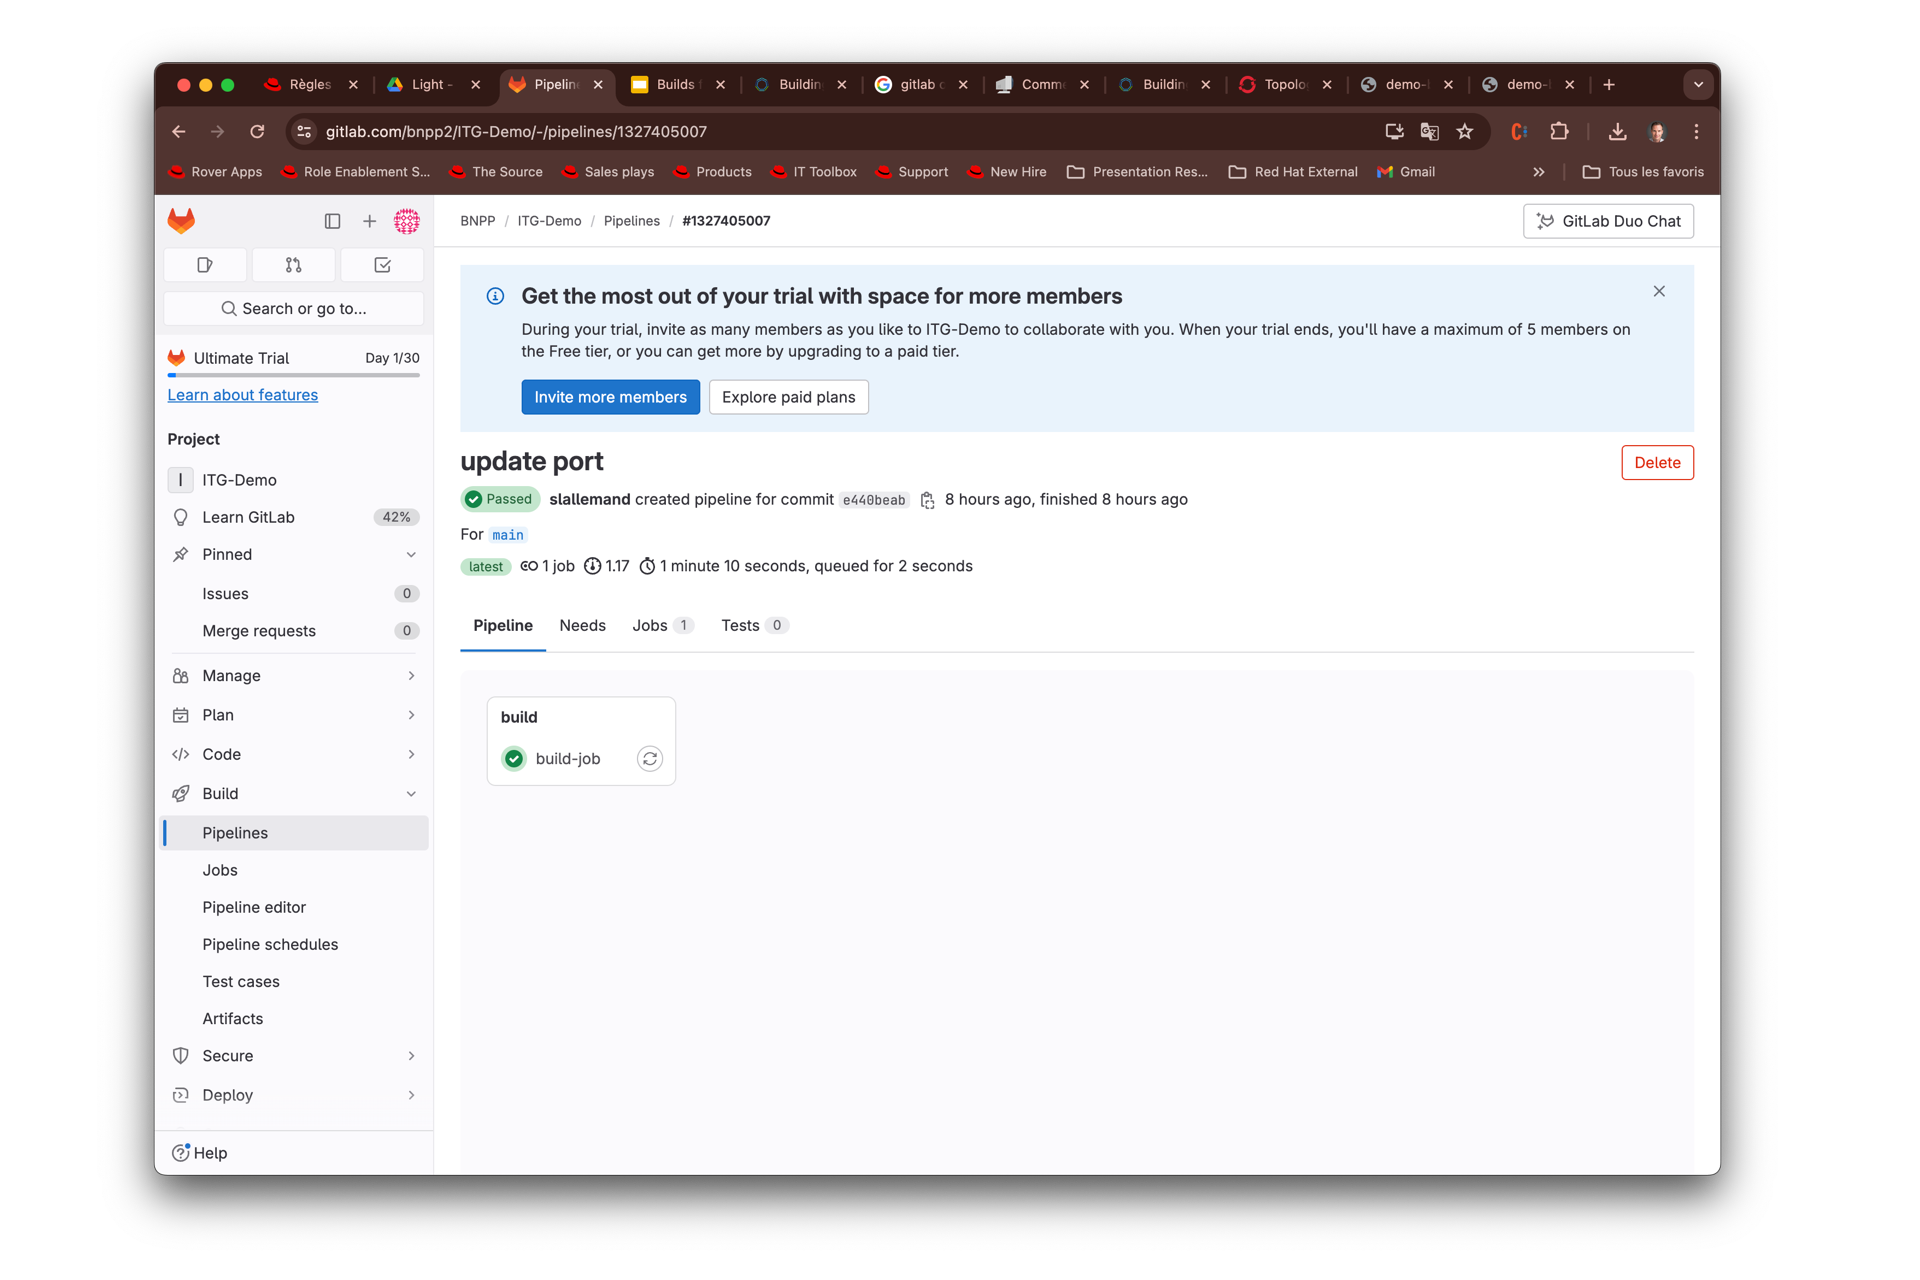 Règles
Light -
Pipelin
Builds f
Buildin
gitlab c
Comm
Buildin
Topolo
demo-
demo-
gitlab.com/bnpp2/ITG-Demo/-/pipelines/1327405007
Rover Apps
Role Enablement S...
The Source
Sales plays
Products
IT Toolbox
Support
New Hire
Presentation Res...
Red Hat External
Gmail
Tous les favoris
BNPP / ITG-Demo / Pipelines / #1327405007
GitLab Duo Chat
Search or go to...
Ultimate Trial Day 1/30
Learn about features
Project
I ITG-Demo
Learn GitLab 42%
Pinned
Issues 0
Merge requests 0
Manage
Plan
Code
Build
Pipelines
Jobs
Pipeline editor
Pipeline schedules
Test cases
Artifacts
Secure
Deploy
Help
Get the most out of your trial with space for more members
During your trial, invite as many members as you like to ITG-Demo to collaborate with you. When your trial ends, you'll have a maximum of 5 members on
the Free tier, or you can get more by upgrading to a paid tier.
Invite more members
Explore paid plans
update port
Delete
Passed slallemand created pipeline for commit e440beab 8 hours ago, finished 8 hours ago
For main
latest 1 job 1.17 1 minute 10 seconds, queued for 2 seconds
Pipeline Needs Jobs 1 Tests 0
build
build-job